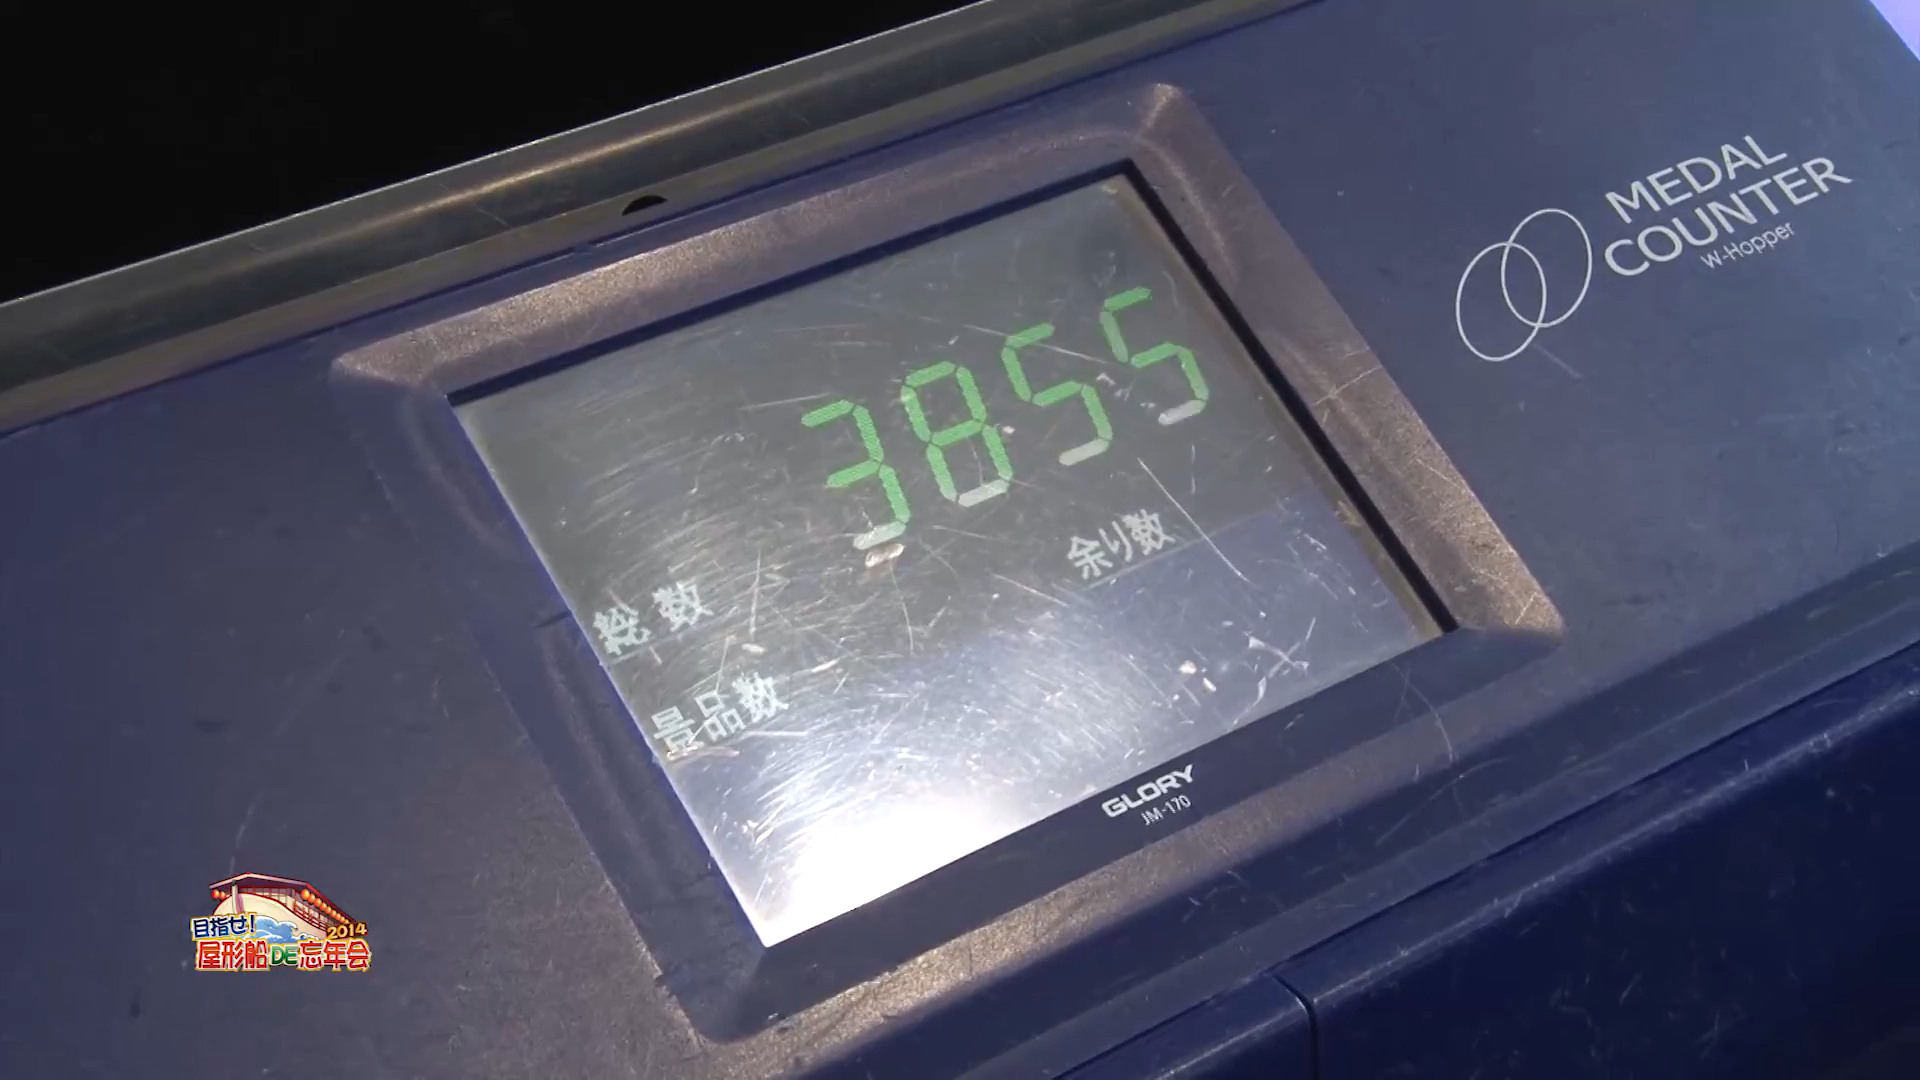 MEDAL
COUNTER
W-Hopper
3855
余り数
総数
景品数
GLORY
JM-170
目指せ!
2014
屋形船DE忘年会